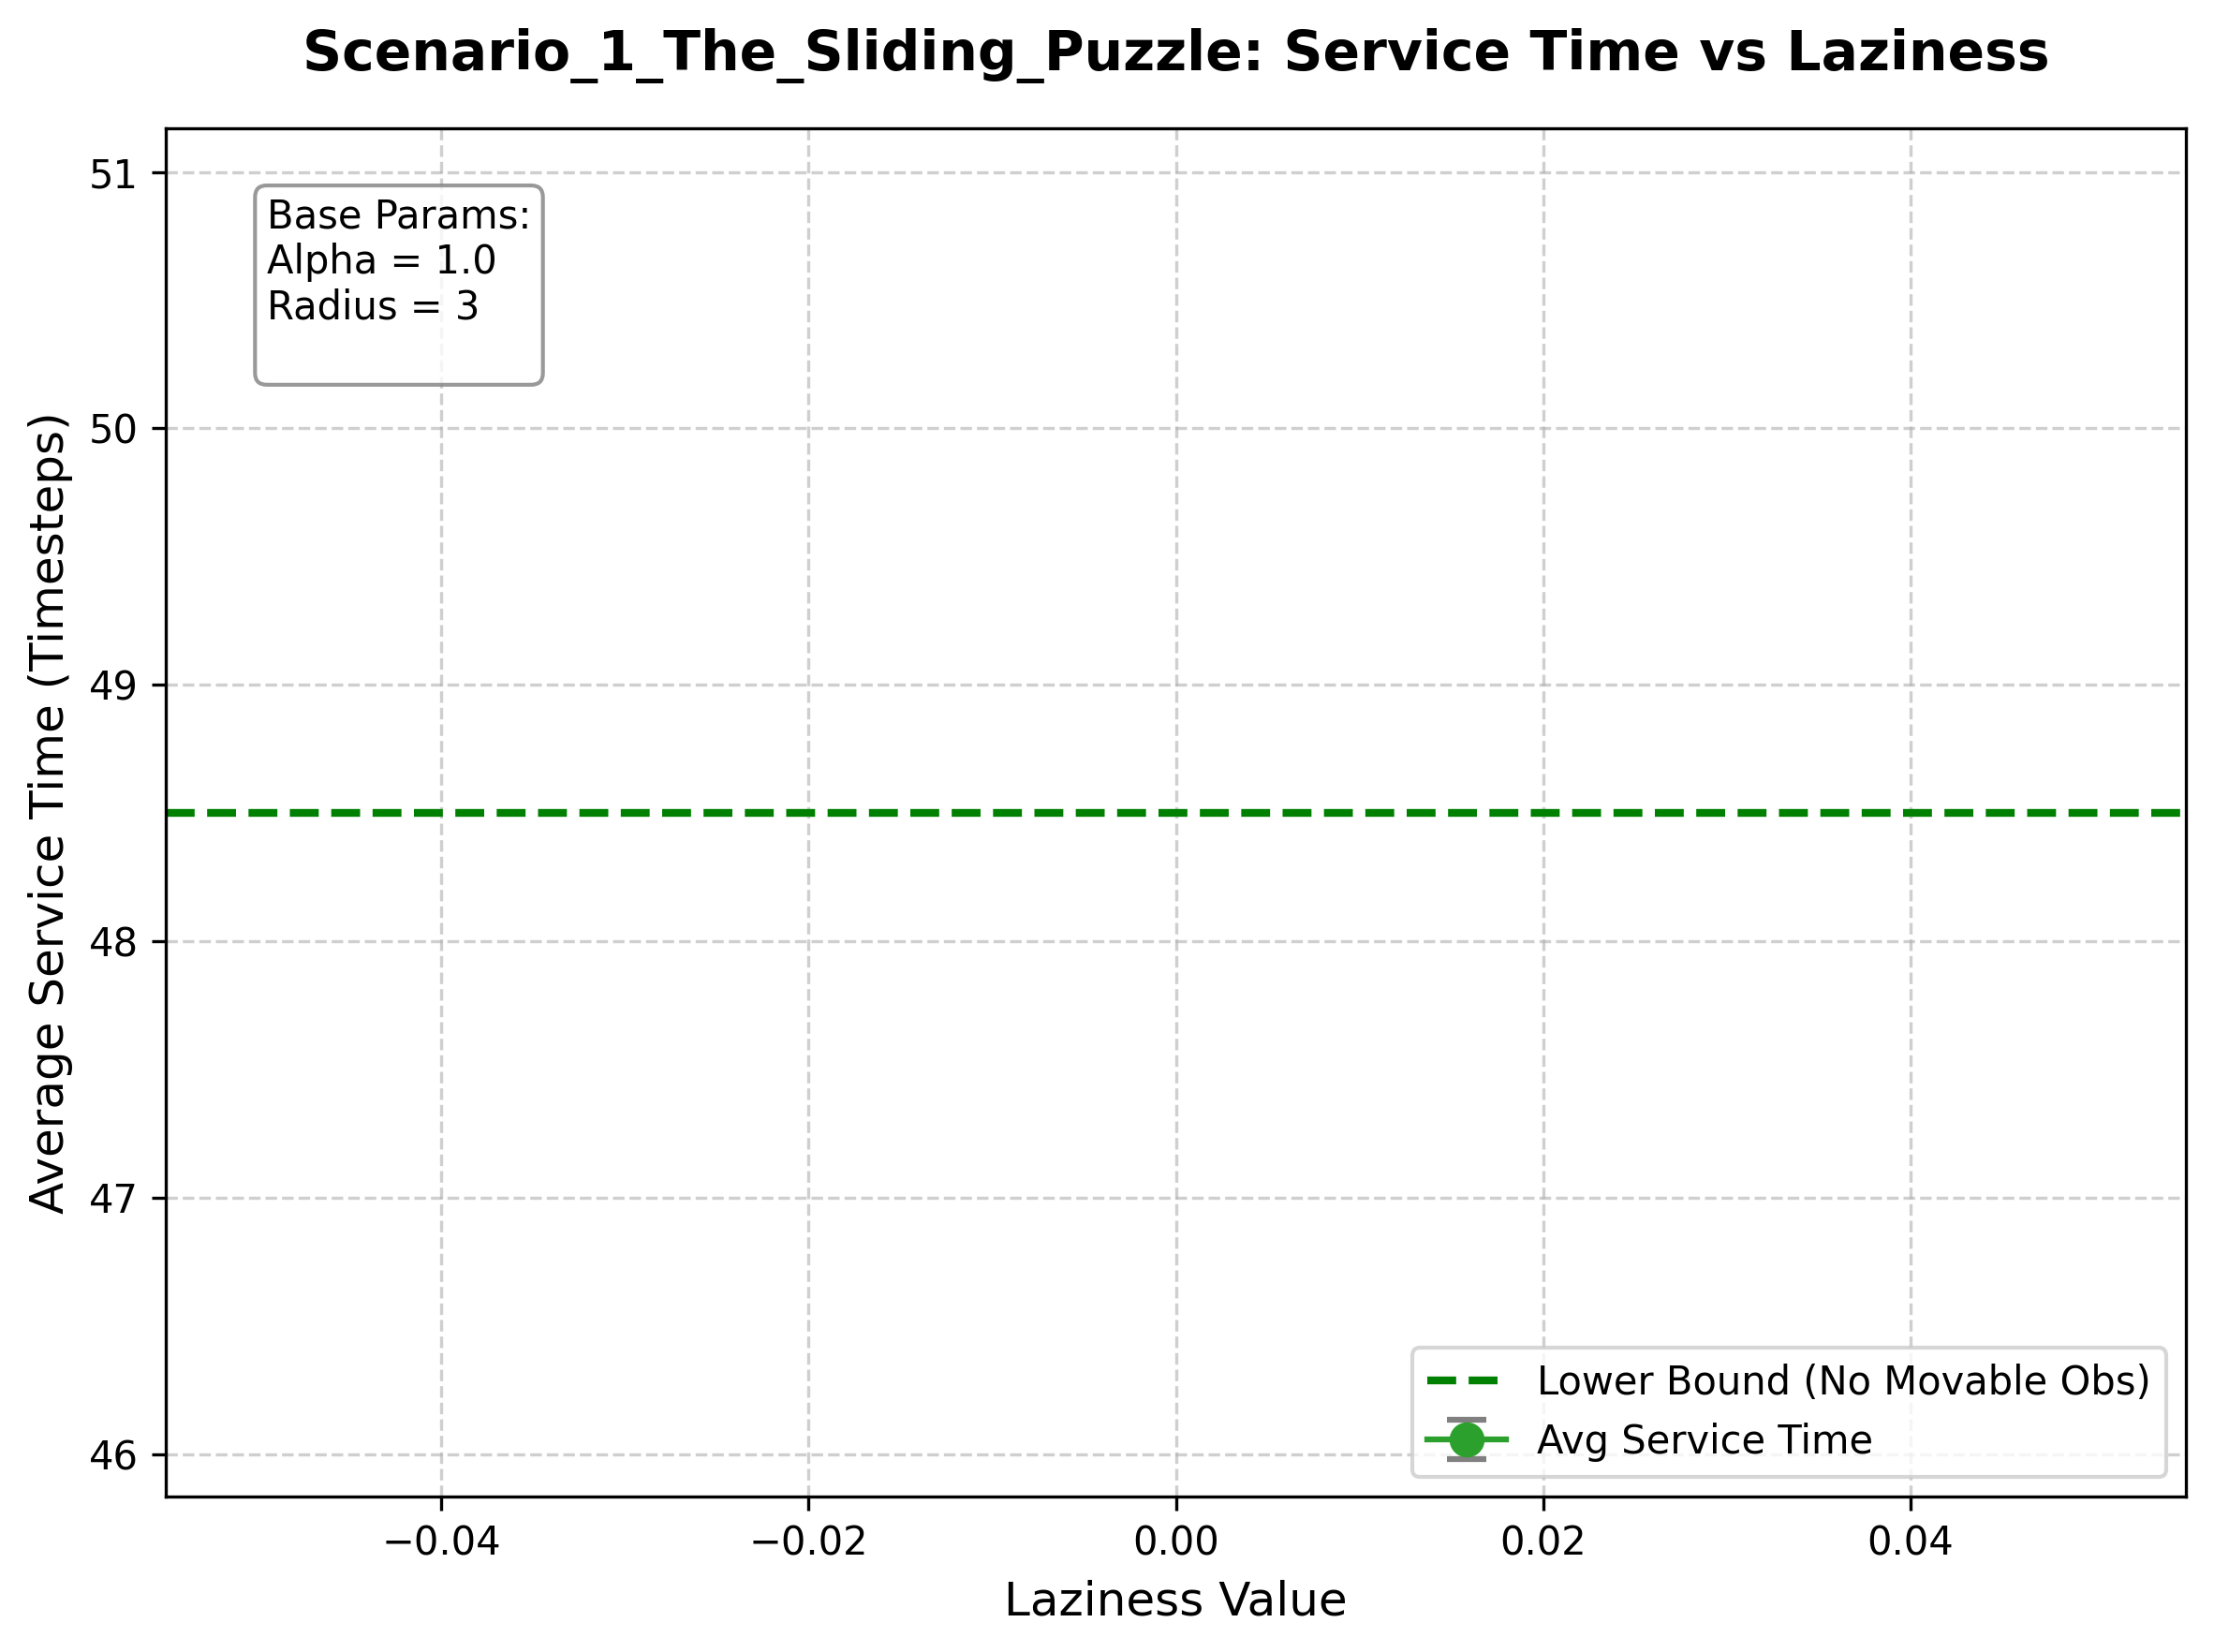 Scenario_1_The_Sliding_Puzzle: Service Time vs Laziness
51
50
49
48
47
46
Average Service Time (Timesteps)
Base Params:
Alpha = 1.0
Radius = 3
Lower Bound (No Movable Obs)
Avg Service Time
−0.04
−0.02
0.00
0.02
0.04
Laziness Value